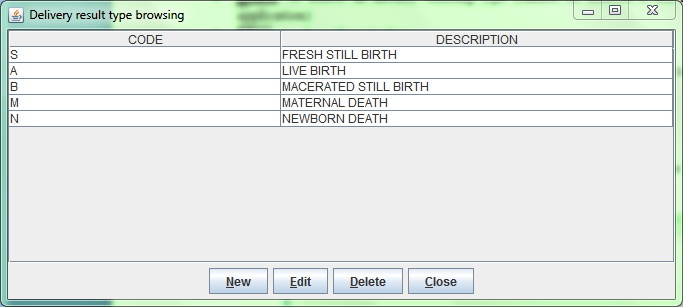 Delivery result type browsing
application)
CODE DESCRIPTION
S FRESH STILL BIRTH
A LIVE BIRTH
B MACERATED STILL BIRTH
M MATERNAL DEATH
N NEWBORN DEATH
New Edit Delete Close